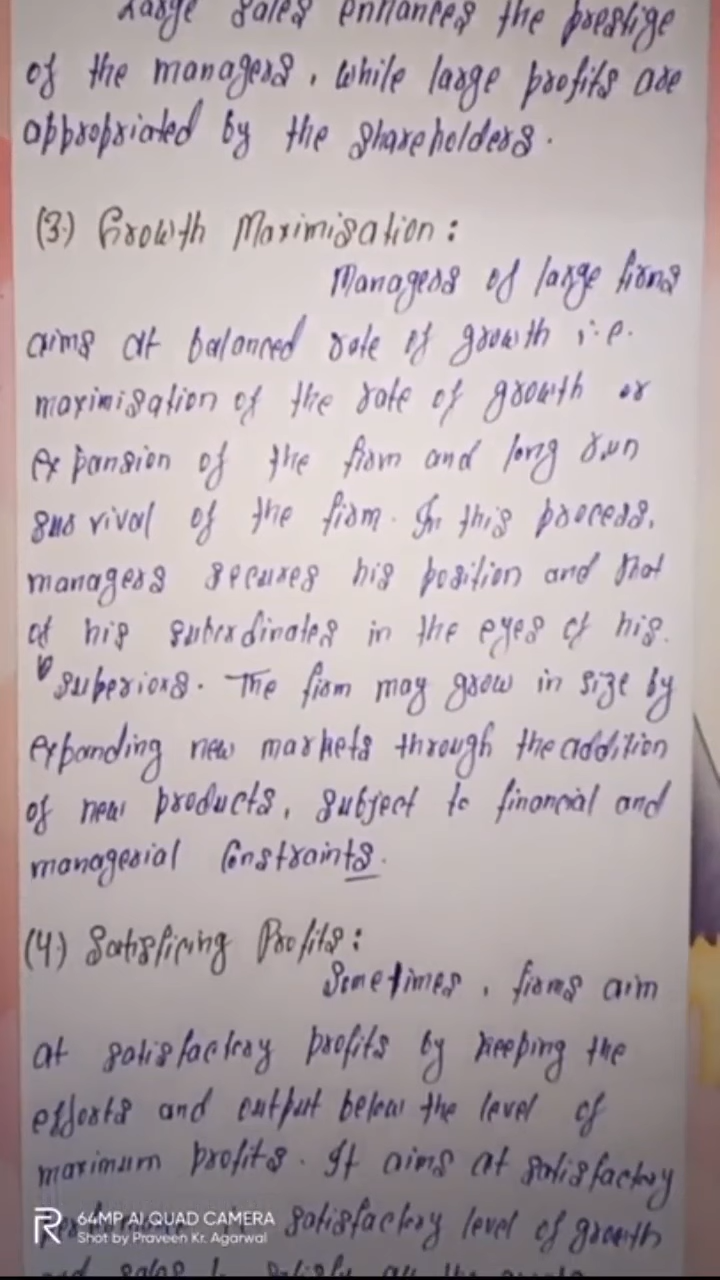 Large sales enhances the prestige
of the managers, while large profits are
appropriated by the shareholders.
(3.) Growth Maximisation:
Managers of large firms
aims at balanced rate of growth i.e.
maximisation of the rate of growth or
expansion of the firm and long run
survival of the firm. In this process,
managers secures his position and that
of his subordinates in the eyes of his
superiors. The firm may grow in size by
expanding new markets through the addition
of new products, subject to financial and
managerial Constraints.
(4.) Satisficing Profits:
Sometimes, firms aim
at satisfactory profits by keeping the
efforts and output below the level of
maximum profits. It aims at satisfactory
satisfactory level of growth
and sales to satisfy all the
64MP AI QUAD CAMERA
Shot by Praveen Kr. Agarwal